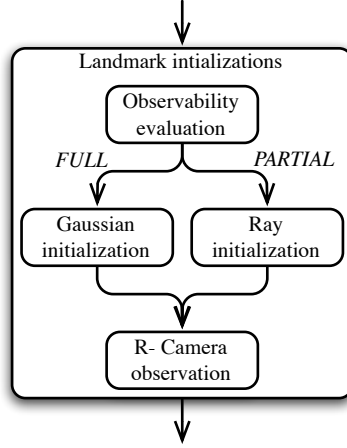 Landmark intializations
Observability
evaluation
FULL
PARTIAL
Gaussian
initialization
Ray
initialization
R- Camera
observation